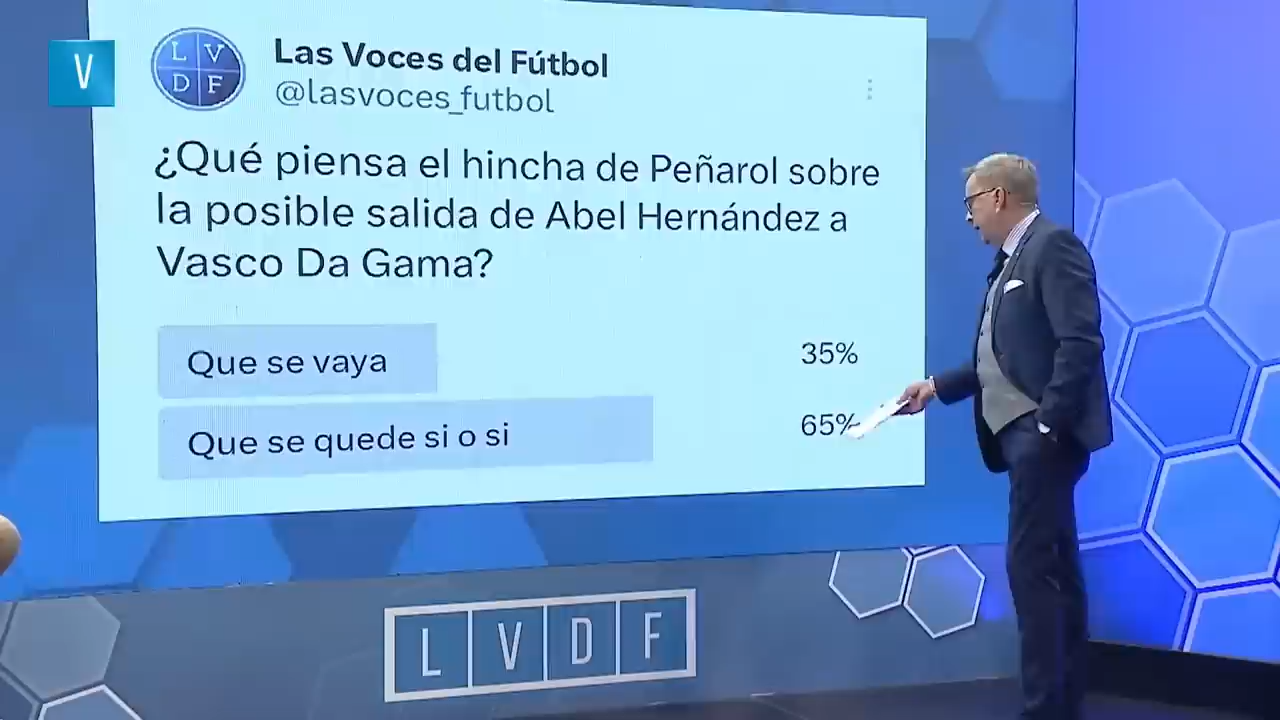 V
L V
D F
Las Voces del Fútbol
@lasvoces_futbol
¿Qué piensa el hincha de Peñarol sobre
la posible salida de Abel Hernández a
Vasco Da Gama?
Que se vaya 35%
Que se quede si o si 65%
L V D F